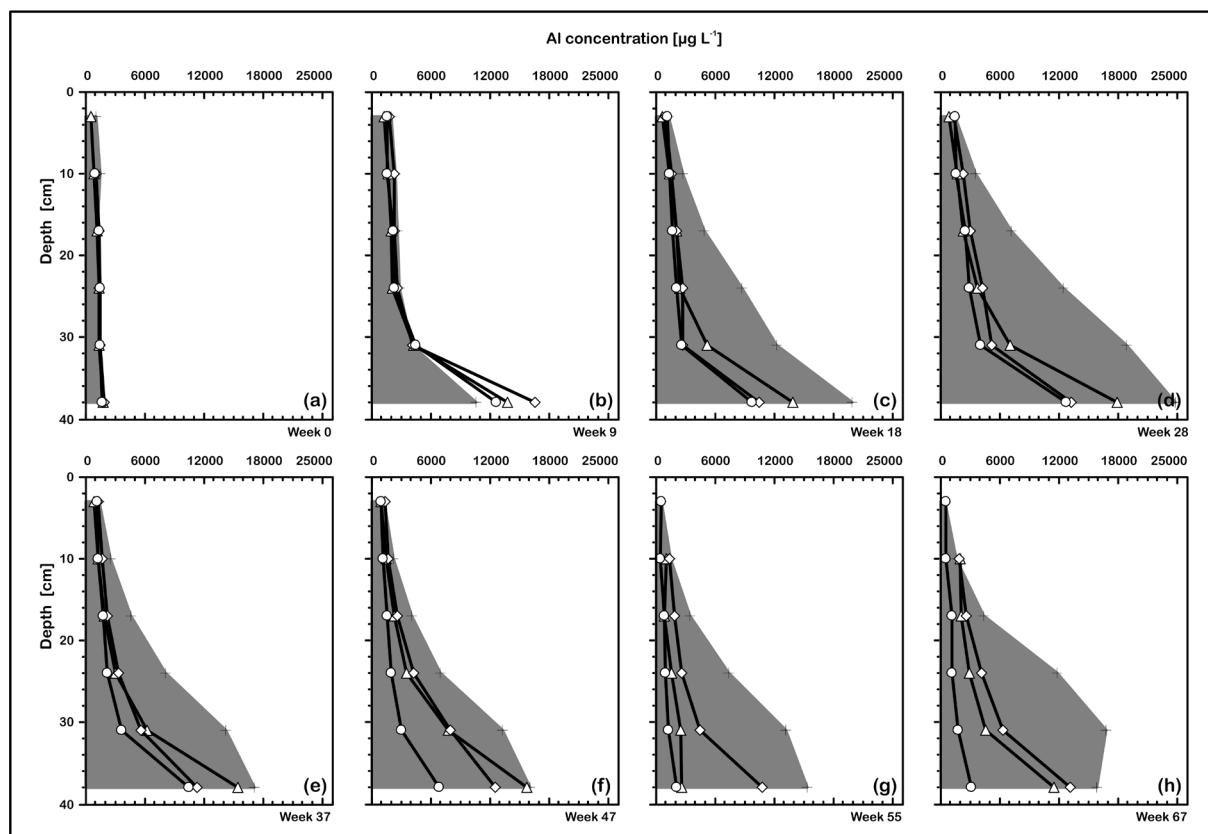 Al concentration [µg L⁻¹]
0 6000 12000 18000 25000 0 6000 12000 18000 25000 0 6000 12000 18000 25000 0 6000 12000 18000 25000
0
10
20
30
40
Depth [cm]
(a) (b) (c) (d)
Week 0 Week 9 Week 18 Week 28
0 6000 12000 18000 25000 0 6000 12000 18000 25000 0 6000 12000 18000 25000 0 6000 12000 18000 25000
0
10
20
30
40
Depth [cm]
(e) (f) (g) (h)
Week 37 Week 47 Week 55 Week 67